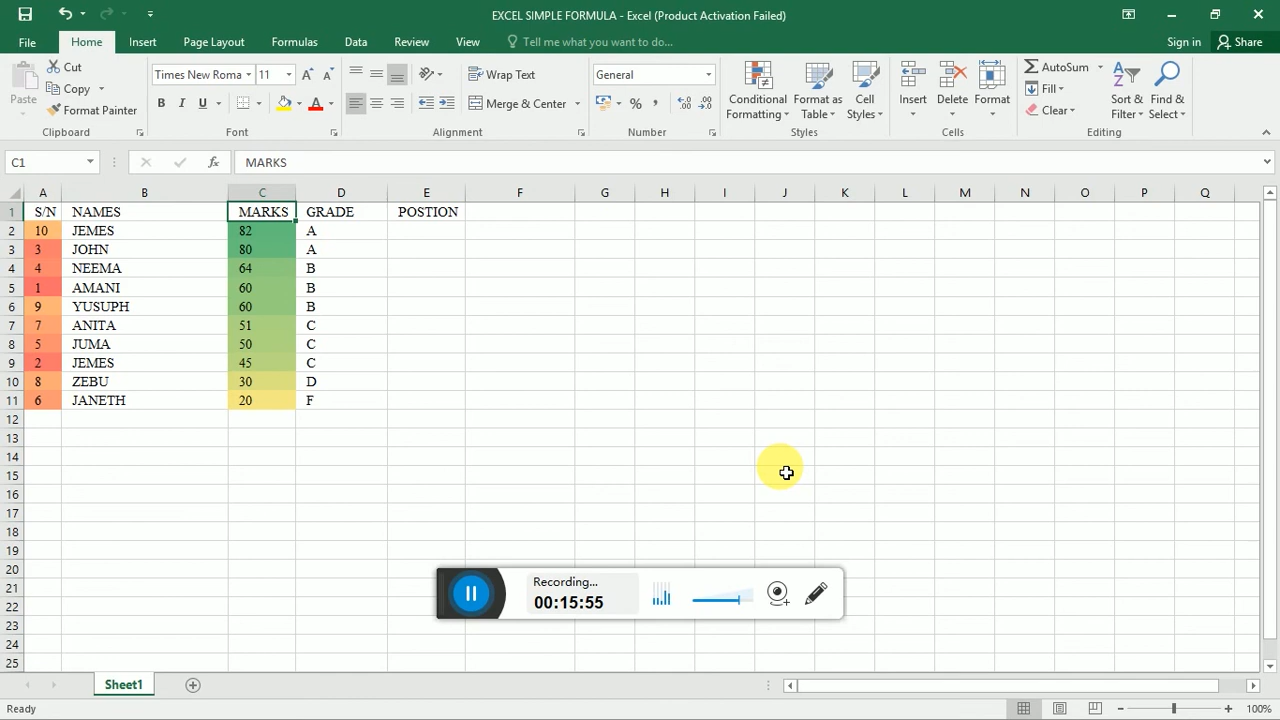 EXCEL SIMPLE FORMULA - Excel (Product Activation Failed)
File Home Insert Page Layout Formulas Data Review View Tell me what you want to do... Sign in Share
Paste Cut Copy Format Painter Clipboard
Times New Roma 11 B I U A A A Font
Wrap Text Merge & Center Alignment
General % , Number
Conditional Formatting Format as Table Cell Styles Styles
Insert Delete Format Cells
AutoSum Fill Clear Sort & Filter Find & Select Editing
C1 fx MARKS
A B C D E F G H I J K L M N O P Q
1 S/N NAMES MARKS GRADE POSTION
2 10 JEMES 82 A
3 3 JOHN 80 A
4 4 NEEMA 64 B
5 1 AMANI 60 B
6 9 YUSUPH 60 B
7 7 ANITA 51 C
8 5 JUMA 50 C
9 2 JEMES 45 C
10 8 ZEBU 30 D
11 6 JANETH 20 F
12
13
14
15
16
17
18
19
20
21
22
23
24
25
Recording...
00:15:55
Sheet1
Ready 100%